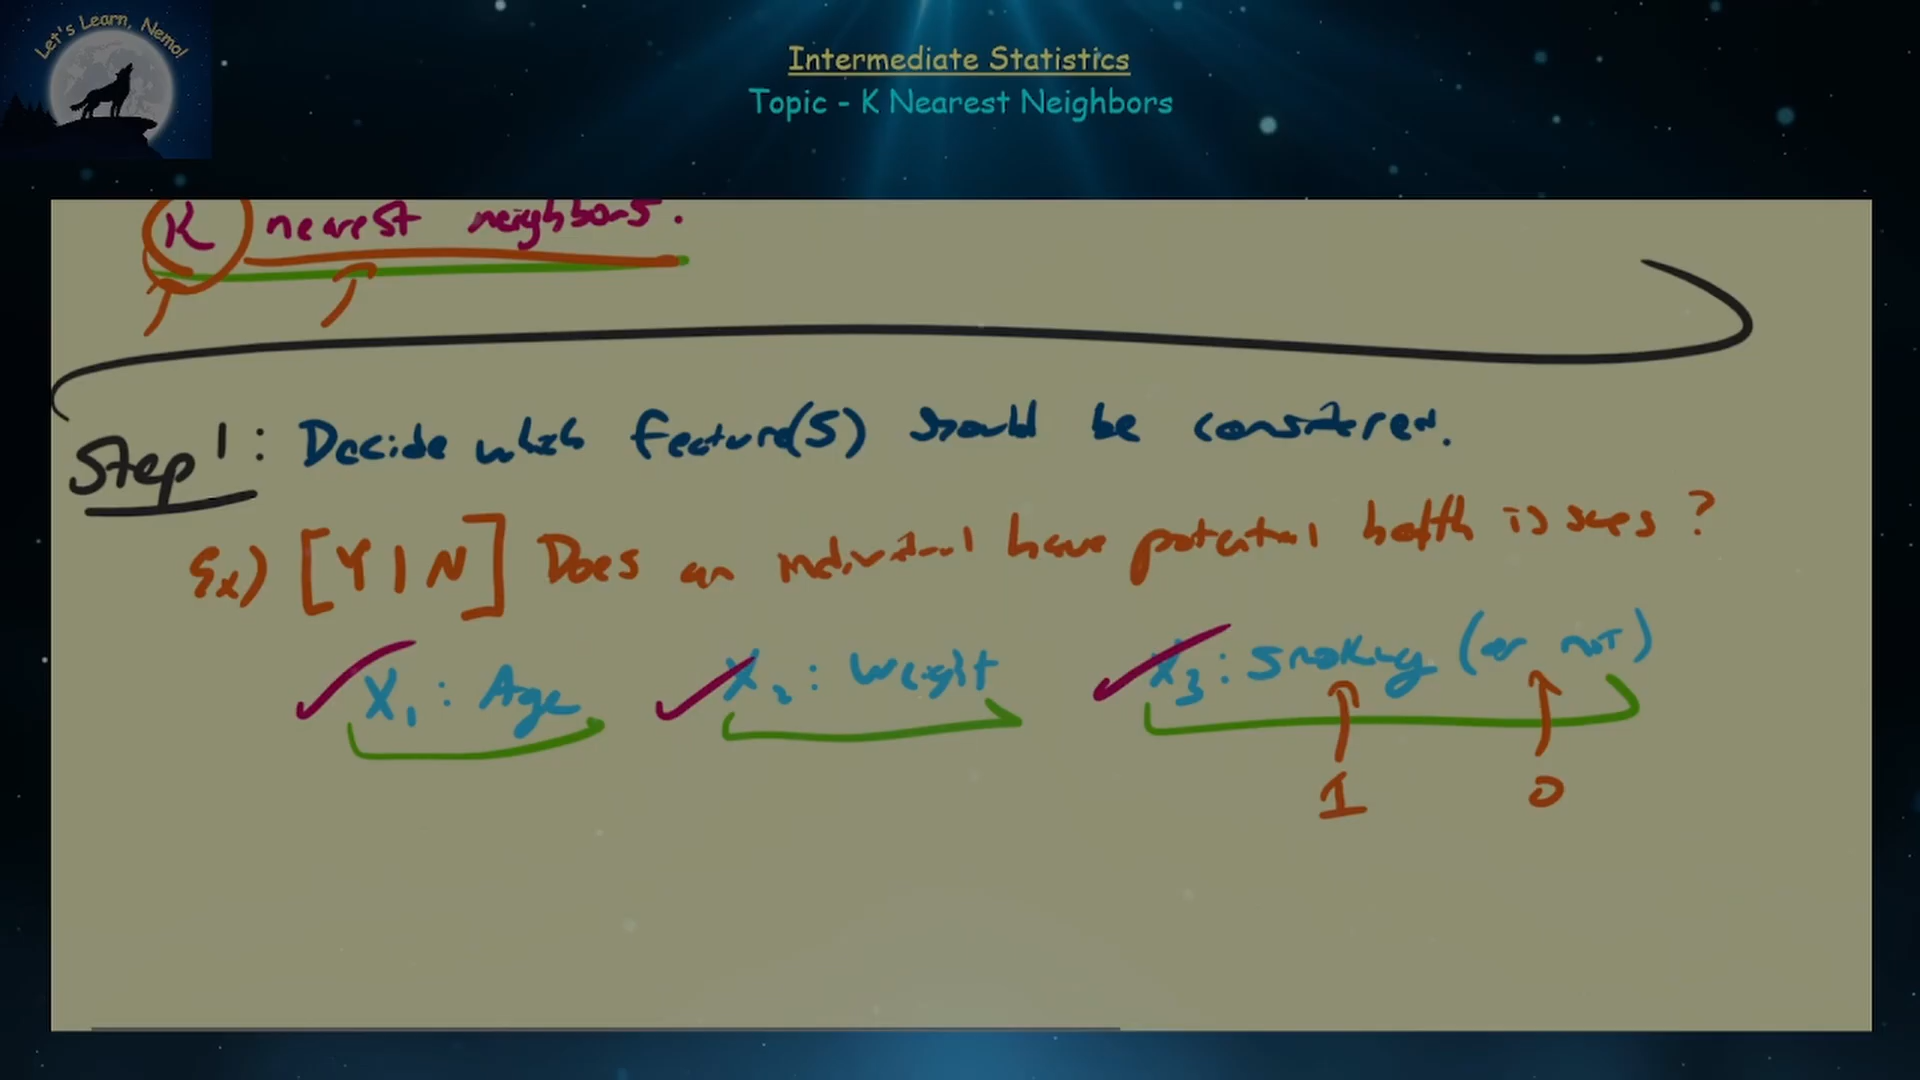 Let's Learn, Nemo!
Intermediate Statistics
Topic - K Nearest Neighbors
K nearest neighbors.
Step 1: Decide which feature(s) should be considered.
Ex) [Y | N] Does an individual have potential health issues?
X₁: Age X₂: Weight X₃: Smoking (or not)
1 0